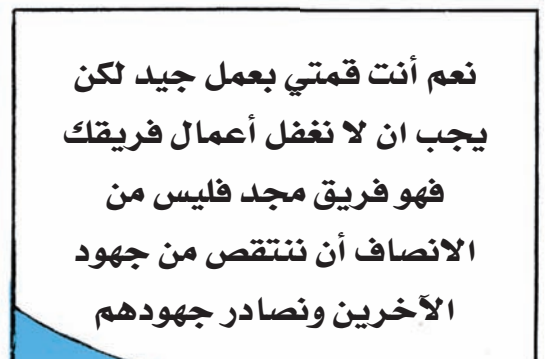 نعم أنت قمتي بعمل جيد لكن
يجب ان لا نغفل أعمال فريقك
فهو فريق مجد فليس من
الانصاف أن ننتقص من جهود
الآخرين ونصادر جهودهم